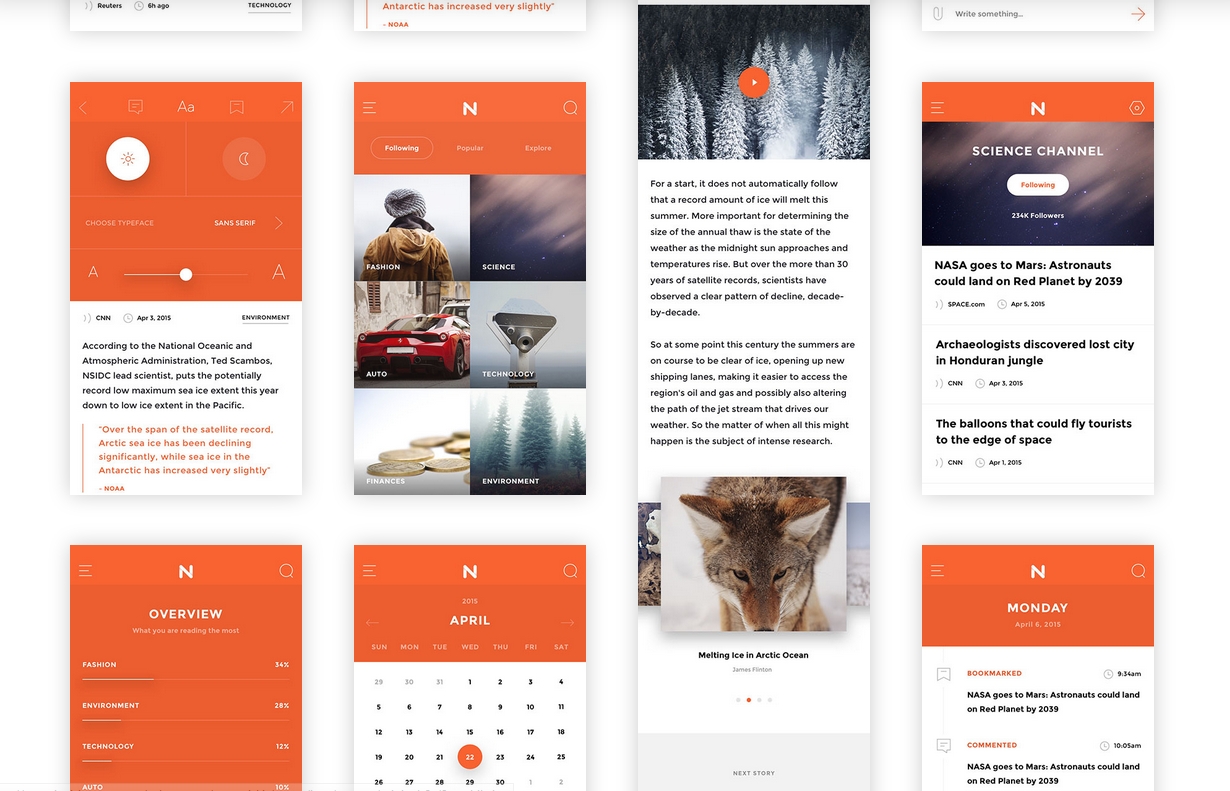 Reuters
6h ago
TECHNOLOGY
Antarctic has increased very slightly"
– NOAA
Write something...
Aa
CHOOSE TYPEFACE
SANS SERIF
A
A
CNN
Apr 3, 2015
ENVIRONMENT
According to the National Oceanic and
Atmospheric Administration, Ted Scambos,
NSIDC lead scientist, puts the potentially
record low maximum sea ice extent this year
down to low ice extent in the Pacific.
"Over the span of the satellite record,
Arctic sea ice has been declining
significantly, while sea ice in the
Antarctic has increased very slightly"
– NOAA
N
Following
Popular
Explore
FASHION
SCIENCE
AUTO
TECHNOLOGY
FINANCES
ENVIRONMENT
For a start, it does not automatically follow
that a record amount of ice will melt this
summer. More important for determining the
size of the annual thaw is the state of the
weather as the midnight sun approaches and
temperatures rise. But over the more than 30
years of satellite records, scientists have
observed a clear pattern of decline, decade-
by-decade.
So at some point this century the summers are
on course to be clear of ice, opening up new
shipping lanes, making it easier to access the
region's oil and gas and possibly also altering
the path of the jet stream that drives our
weather. So the matter of when all this might
happen is the subject of intense research.
Melting Ice in Arctic Ocean
James Flinton
NEXT STORY
N
SCIENCE CHANNEL
Following
234K Followers
NASA goes to Mars: Astronauts
could land on Red Planet by 2039
SPACE.com
Apr 5, 2015
Archaeologists discovered lost city
in Honduran jungle
CNN
Apr 3, 2015
The balloons that could fly tourists
to the edge of space
CNN
Apr 1, 2015
N
OVERVIEW
What you are reading the most
FASHION 34%
ENVIRONMENT 28%
TECHNOLOGY 12%
AUTO 10%
N
2015
APRIL
SUN MON TUE WED THU FRI SAT
29 30 31 1 2 3 4
5 6 7 8 9 10 11
12 13 14 15 16 17 18
19 20 21 22 23 24 25
26 27 28 29 30 1 2
N
MONDAY
April 6, 2015
BOOKMARKED
9:34am
NASA goes to Mars: Astronauts could land
on Red Planet by 2039
COMMENTED
10:05am
NASA goes to Mars: Astronauts could land
on Red Planet by 2039